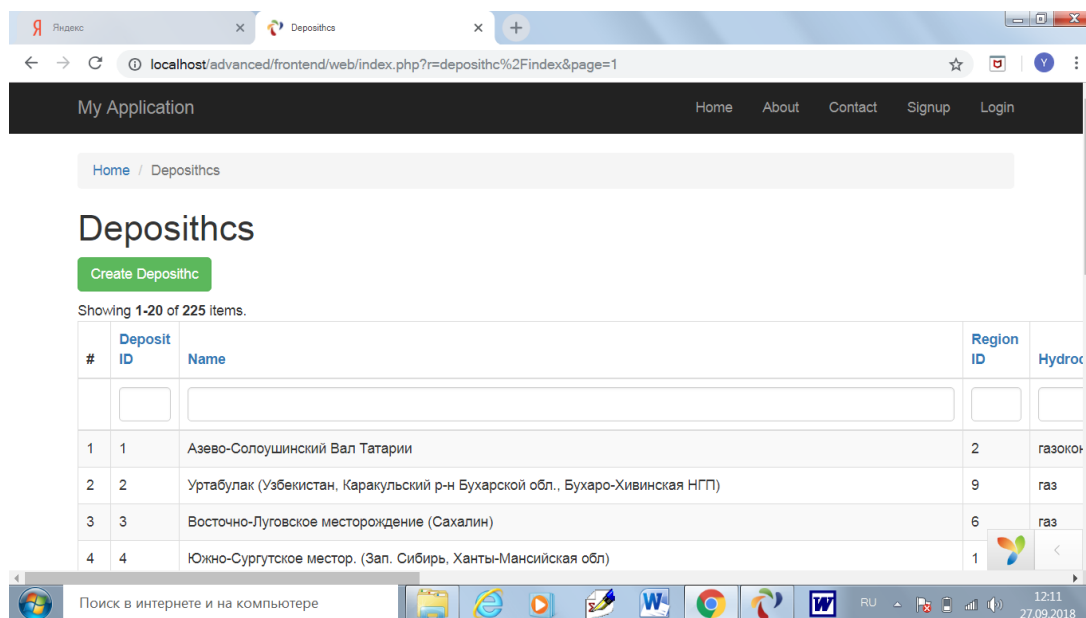 Яндекс
Deposithcs
localhost/advanced/frontend/web/index.php?r=deposithc%2Findex&page=1
Y
My Application Home About Contact Signup Login
Home / Deposithcs
Deposithcs
Create Deposithc
Showing 1-20 of 225 items.
# Deposit ID Name Region ID Hydroc
1 1 Азево-Солоушинский Вал Татарии 2 газокон
2 2 Уртабулак (Узбекистан, Каракульский р-н Бухарской обл., Бухаро-Хивинская НГП) 9 газ
3 3 Восточно-Луговское месторождение (Сахалин) 6 газ
4 4 Южно-Сургутское местор. (Зап. Сибирь, Ханты-Мансийская обл) 1
Поиск в интернете и на компьютере RU 12:11
27.09.2018